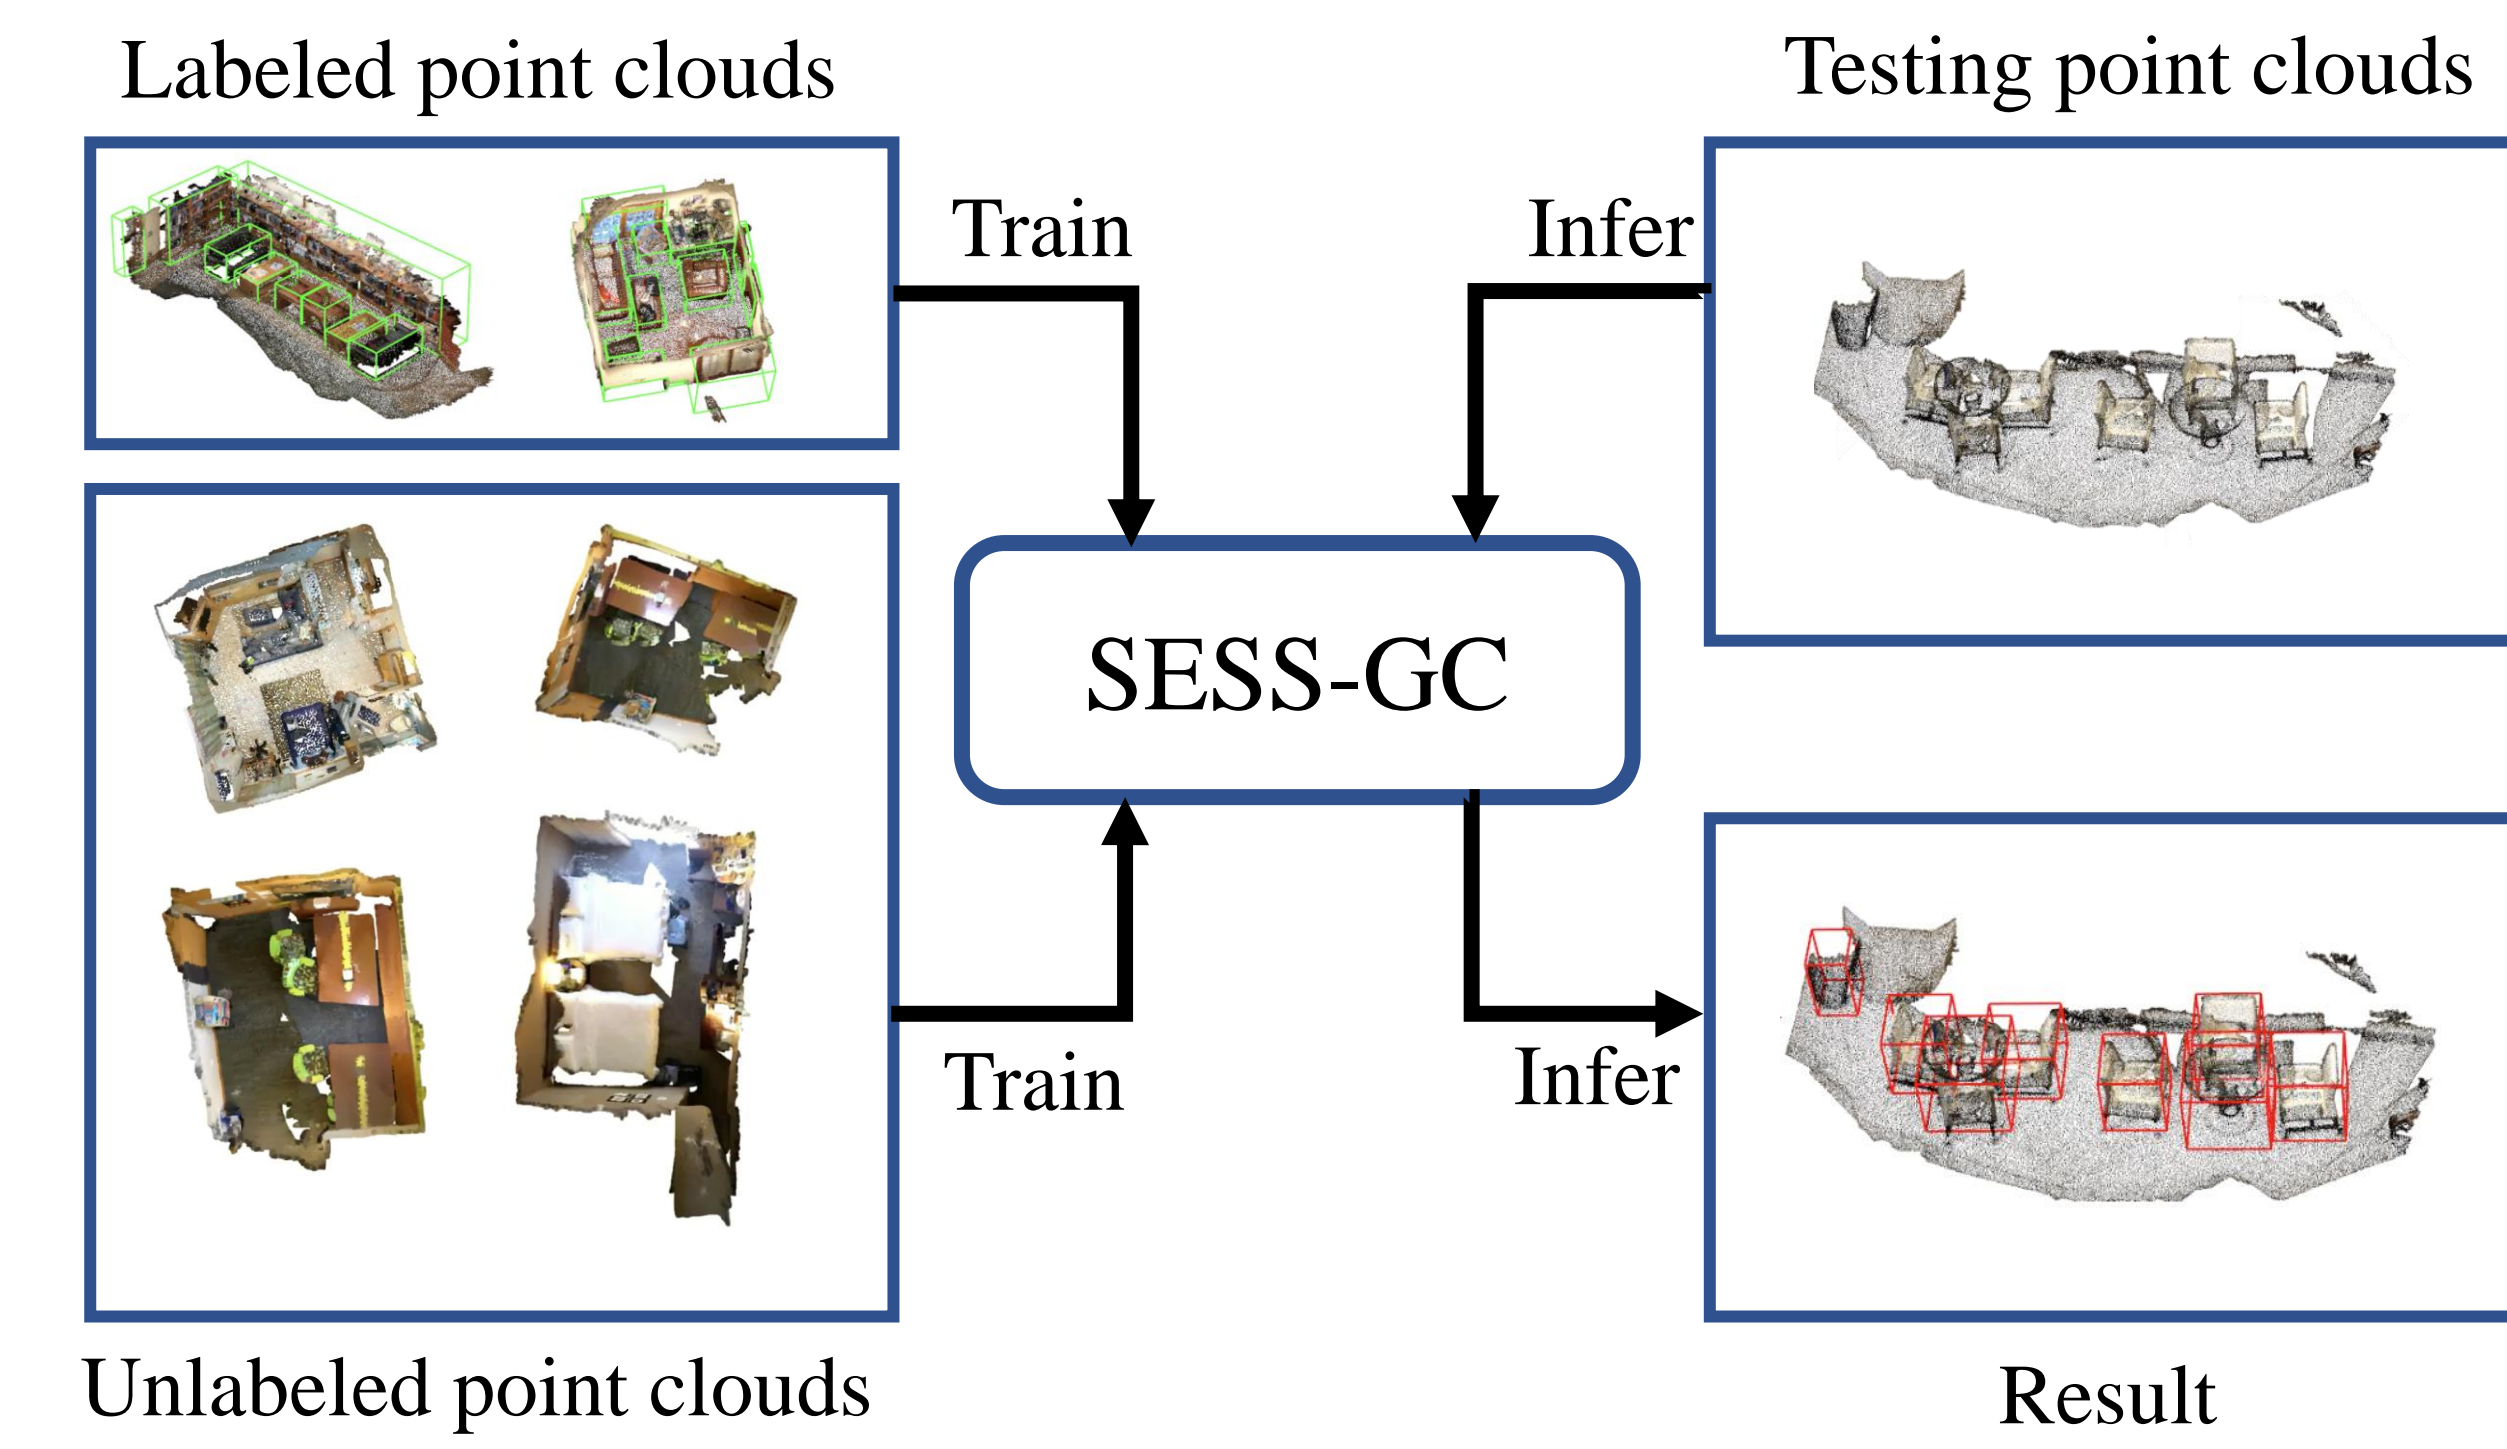 Labeled point clouds
Testing point clouds
Train
Infer
SESS-GC
Train
Infer
Unlabeled point clouds
Result